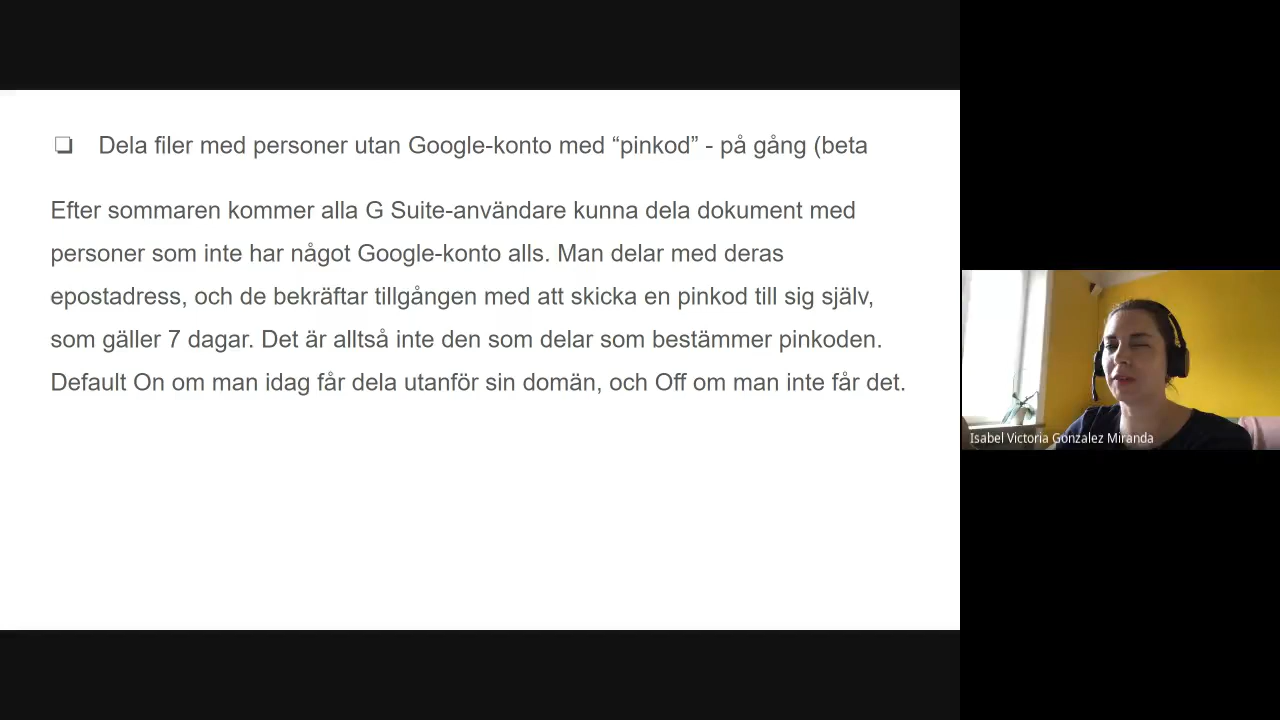 ❏ Dela filer med personer utan Google-konto med “pinkod” - på gång (beta
Efter sommaren kommer alla G Suite-användare kunna dela dokument med
personer som inte har något Google-konto alls. Man delar med deras
epostadress, och de bekräftar tillgången med att skicka en pinkod till sig själv,
som gäller 7 dagar. Det är alltså inte den som delar som bestämmer pinkoden.
Default On om man idag får dela utanför sin domän, och Off om man inte får det.
Isabel Victoria Gonzalez Miranda